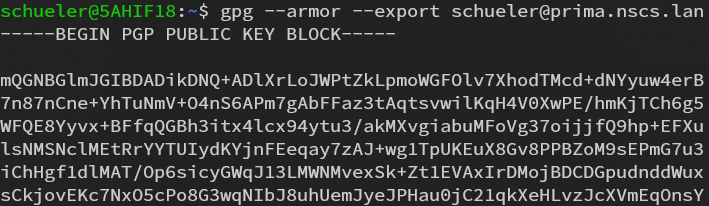 schueler@5AHIF18:~$ gpg --armor --export schueler@prima.nscs.lan
-----BEGIN PGP PUBLIC KEY BLOCK-----
mQGNBGlmJGIBDADikDNQ+ADlXrLoJWPtZkLpmoWGFOlv7XhodTMcd+dNYyuw4erB
7n87nCne+YhTuNmV+O4nS6APm7gAbFFaz3tAqtsvwilKqH4V0XwPE/hmKjTCh6g5
WFQE8Yyvx+BFfqQGBh3itx4lcx94ytu3/akMXvgiabuMFoVg37oijjfQ9hp+EFXu
lsNMSNclMEtRrYYTUIydKYjnFEeqay7zAJ+wg1TpUKEuX8Gv8PPBZoM9sEPmG7u3
iChHgf1dlMAT/Op6sicyGWqJ13LMWNMvexSk+Zt1EVAxIrDMojBDCDGpudnddWux
sCkjovEKc7NxO5cPo8G3wqNIbJ8uhUemJyeJPHau0jC21qkXeHLvzJcXVmEqOnsY